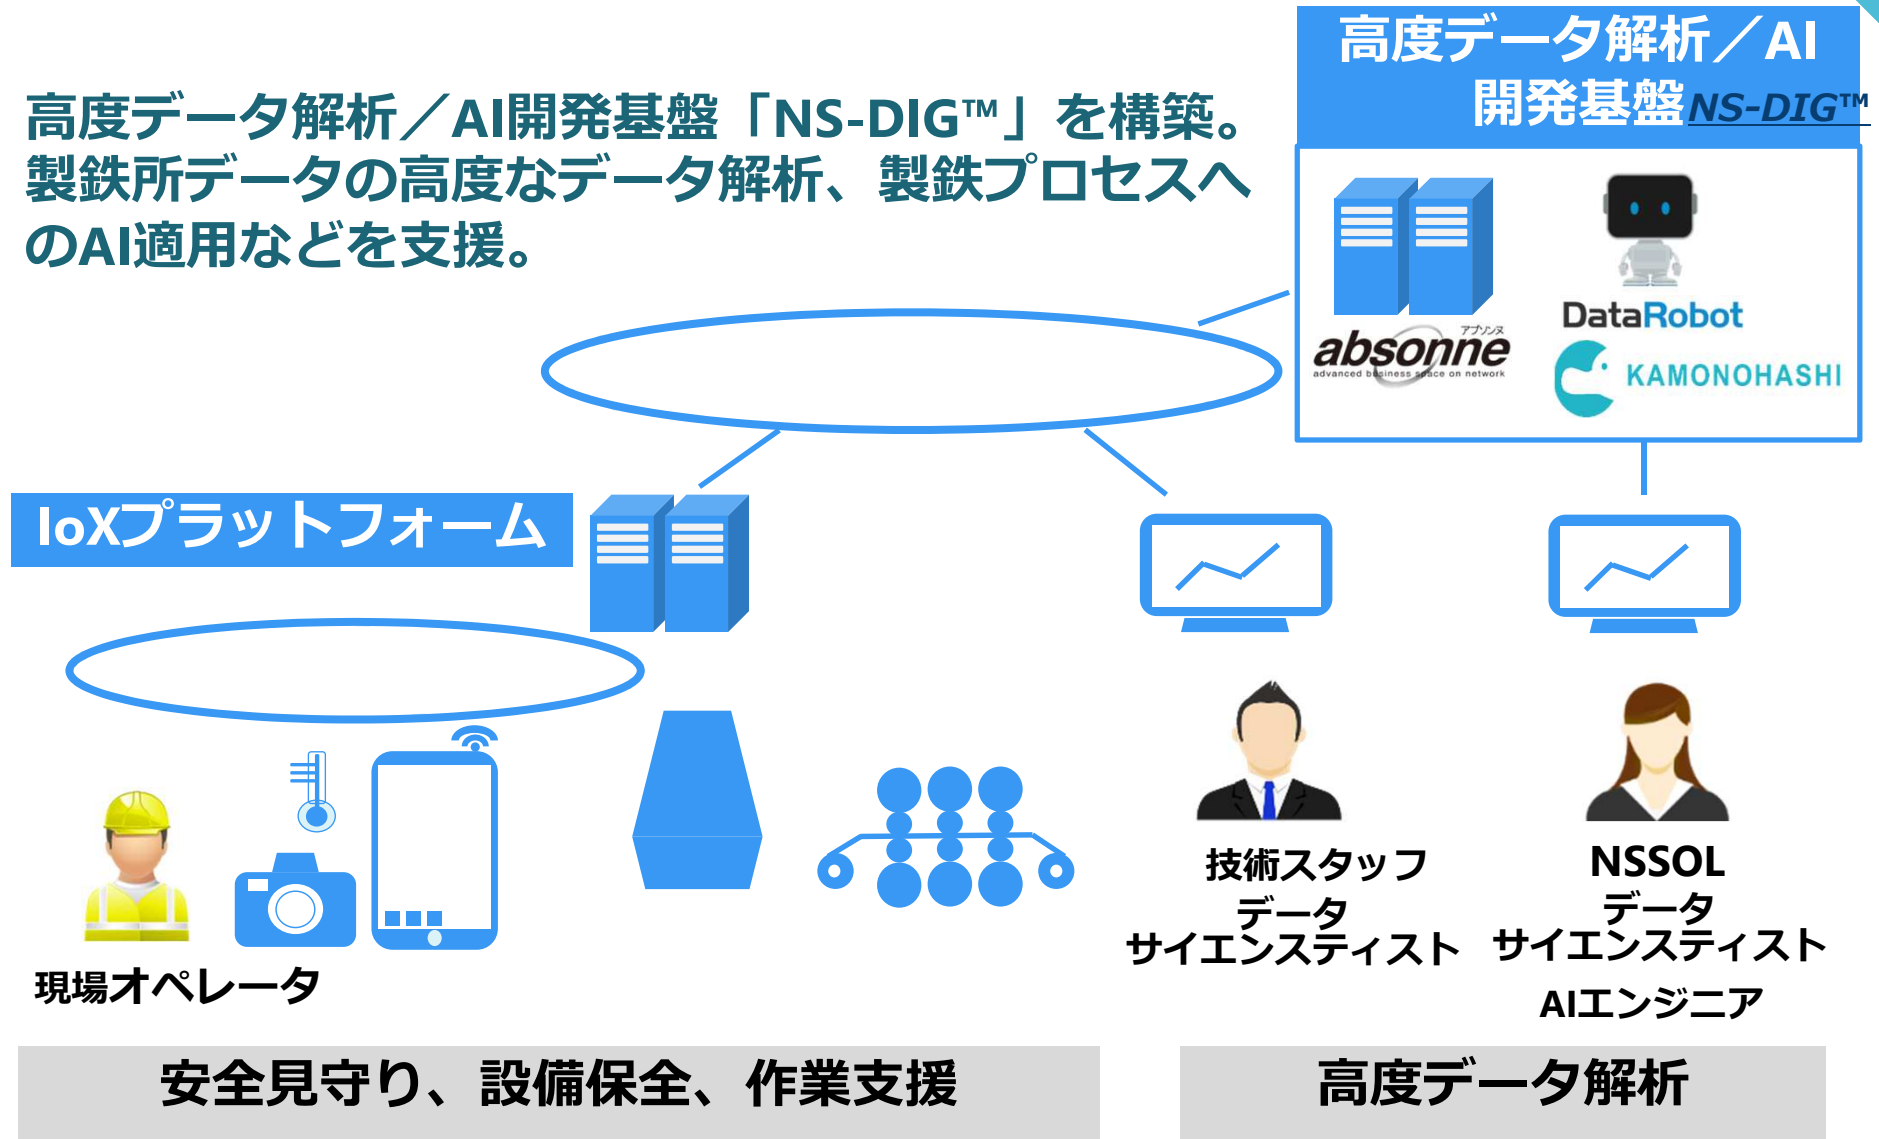 高度データ解析／AI開発基盤「NS-DIG™」を構築。
製鉄所データの高度なデータ解析、製鉄プロセスへ
のAI適用などを支援。
高度データ解析／AI
開発基盤NS-DIG™
アブソンヌ
absonne
advanced business space on network
DataRobot
KAMONOHASHI
IoXプラットフォーム
現場オペレータ
技術スタッフ
データ
サイエンスティスト
NSSOL
データ
サイエンスティスト
AIエンジニア
安全見守り、設備保全、作業支援
高度データ解析